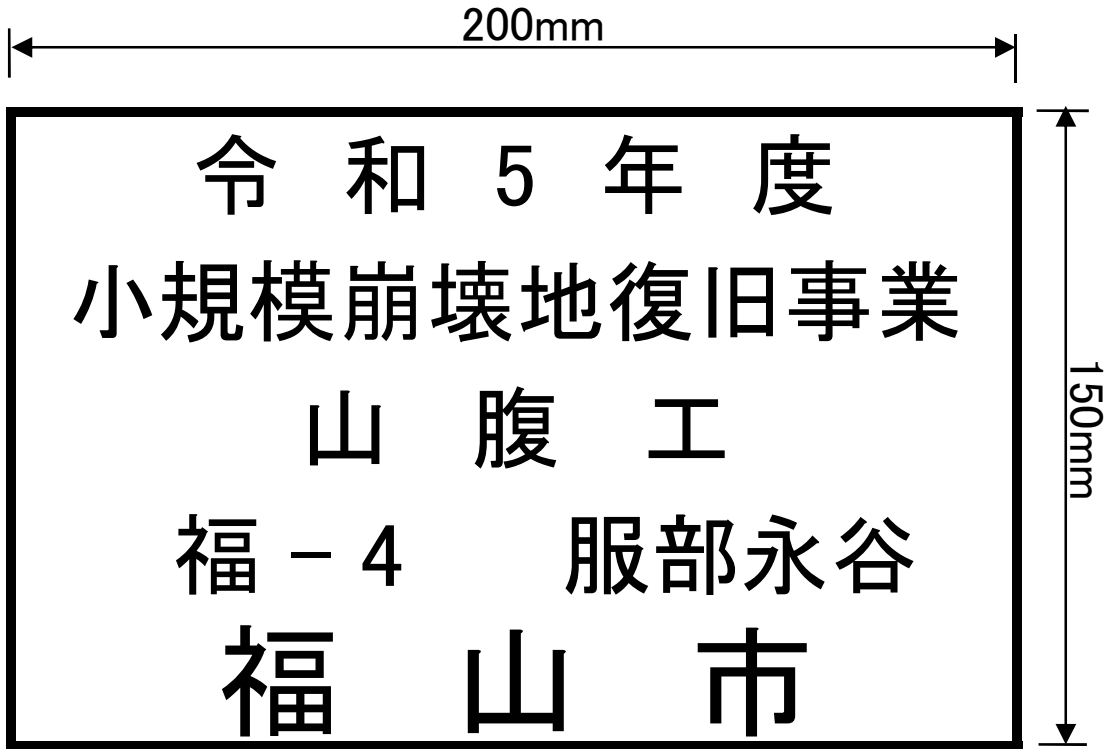 200mm
令和5年度
小規模崩壊地復旧事業
山腹工
福-4　服部永谷
福山市
150mm